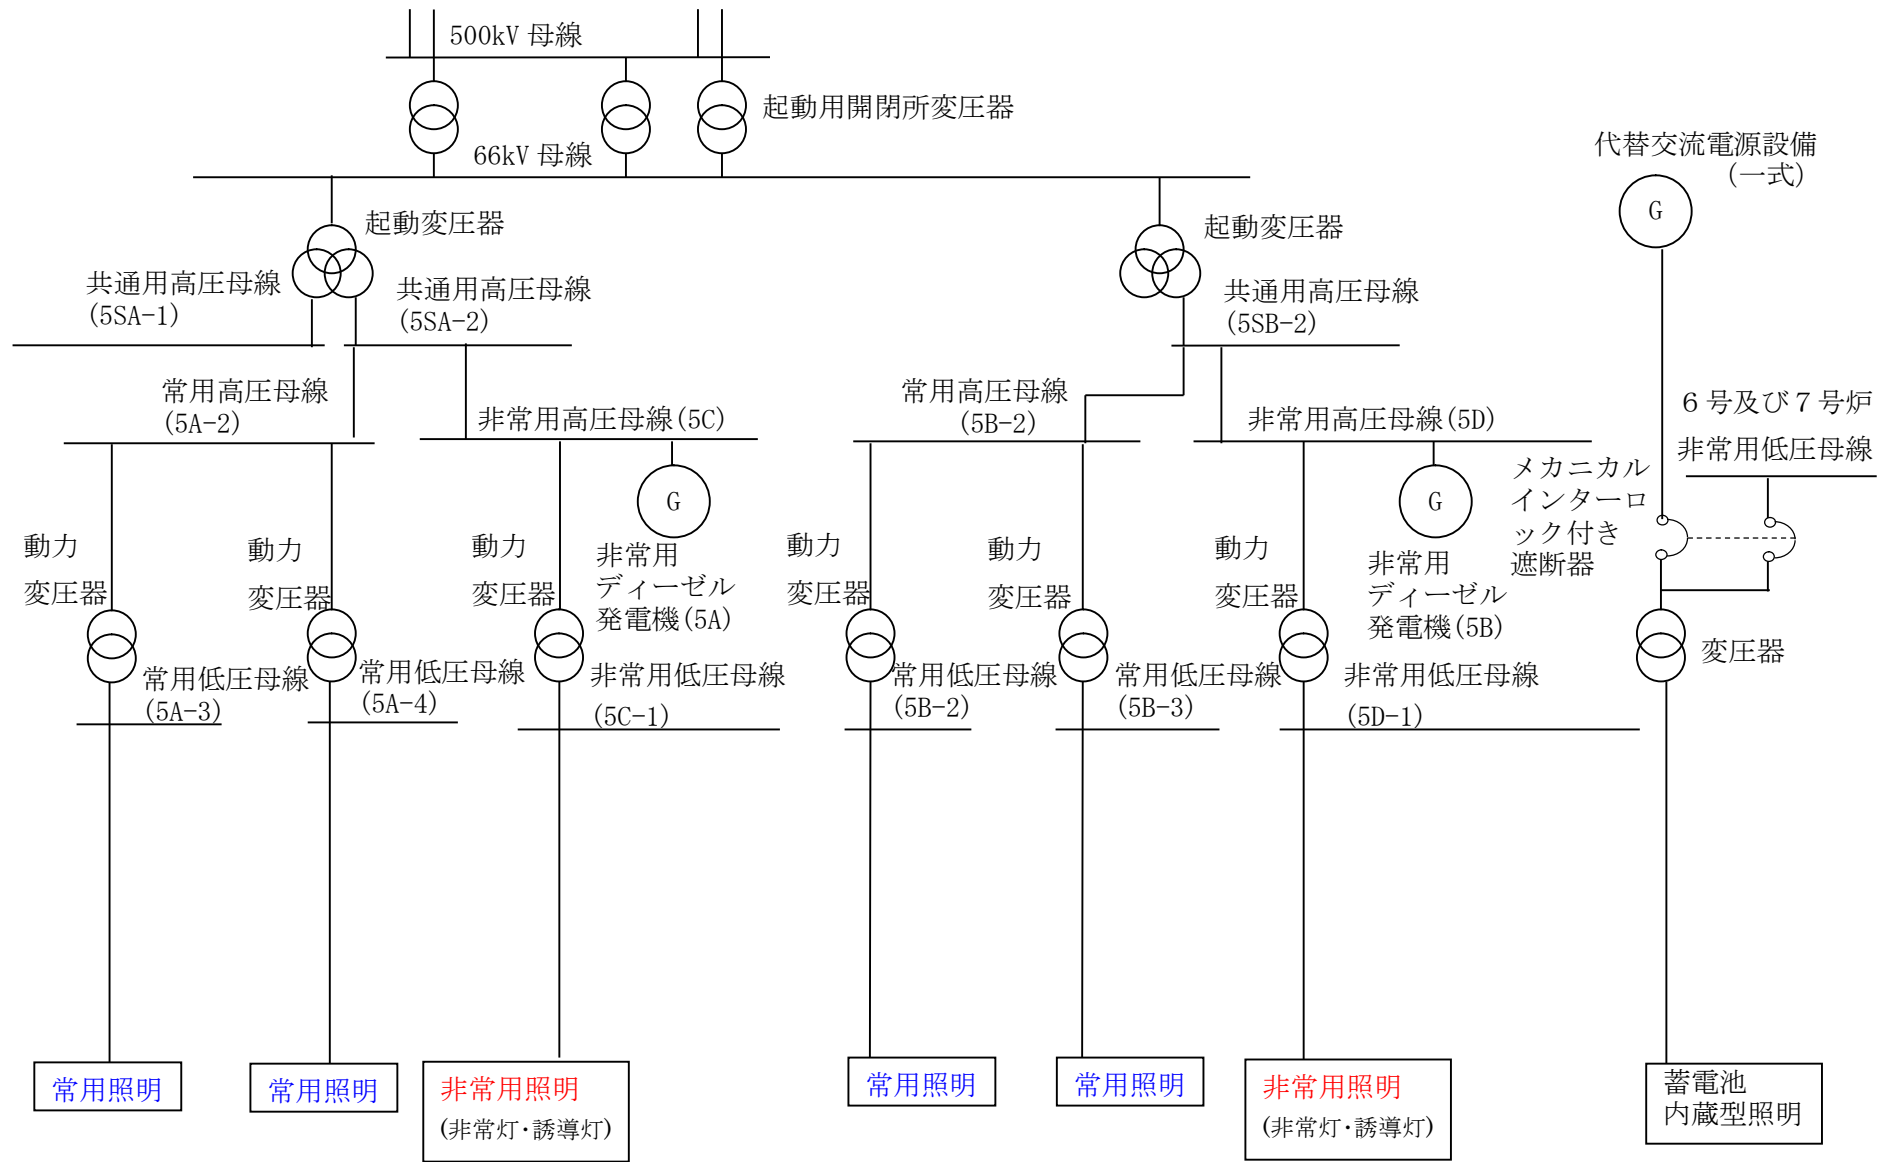 500kV 母線
起動用開閉所変圧器
66kV 母線
代替交流電源設備
(一式)
G
起動変圧器
起動変圧器
共通用高圧母線
(5SA-1)
共通用高圧母線
(5SA-2)
共通用高圧母線
(5SB-2)
常用高圧母線
(5A-2)
非常用高圧母線(5C)
常用高圧母線
(5B-2)
非常用高圧母線(5D)
６号及び７号炉
非常用低圧母線
メカニカル
インターロ
ック付き
遮断器
G
G
動力
変圧器
動力
変圧器
動力
変圧器
非常用
ディーゼル
発電機(5A)
動力
変圧器
動力
変圧器
動力
変圧器
非常用
ディーゼル
発電機(5B)
変圧器
常用低圧母線
(5A-3)
常用低圧母線
(5A-4)
非常用低圧母線
(5C-1)
常用低圧母線
(5B-2)
常用低圧母線
(5B-3)
非常用低圧母線
(5D-1)
常用照明
常用照明
非常用照明
(非常灯・誘導灯)
常用照明
常用照明
非常用照明
(非常灯・誘導灯)
蓄電池
内蔵型照明